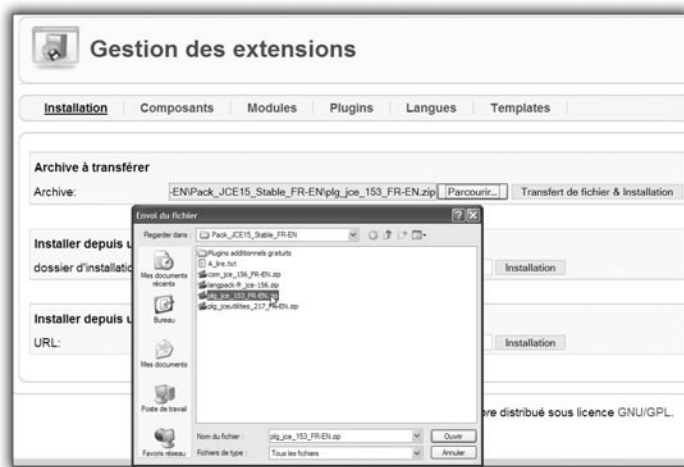 Gestion des extensions
Installation Composants Modules Plugins Langues Templates
Archive à transférer
Archive: -EN\Pack_JCE15_Stable_FR-EN\plg_jce_153_FR-EN.zip Parcourir... Transfert de fichier & Installation
Envoi du fichier
Regarder dans : Pack_JCE15_Stable_FR-EN
Plugins additionnels gratuits
A_lire.txt
com_jce_156_FR-EN.zip
langpack-fr_jce-156.zip
plg_jce_153_FR-EN.zip
plg_jceutilities_217_FR-EN.zip
Mes documents récents
Bureau
Mes documents
Poste de travail
Favoris réseau
Nom du fichier : plg_jce_153_FR-EN.zip Ouvrir
Fichiers de type : Tous les fichiers Annuler
Installer depuis u
dossier d'installatio Installation
Installer depuis u
URL: Installation
bre distribué sous licence GNU/GPL.